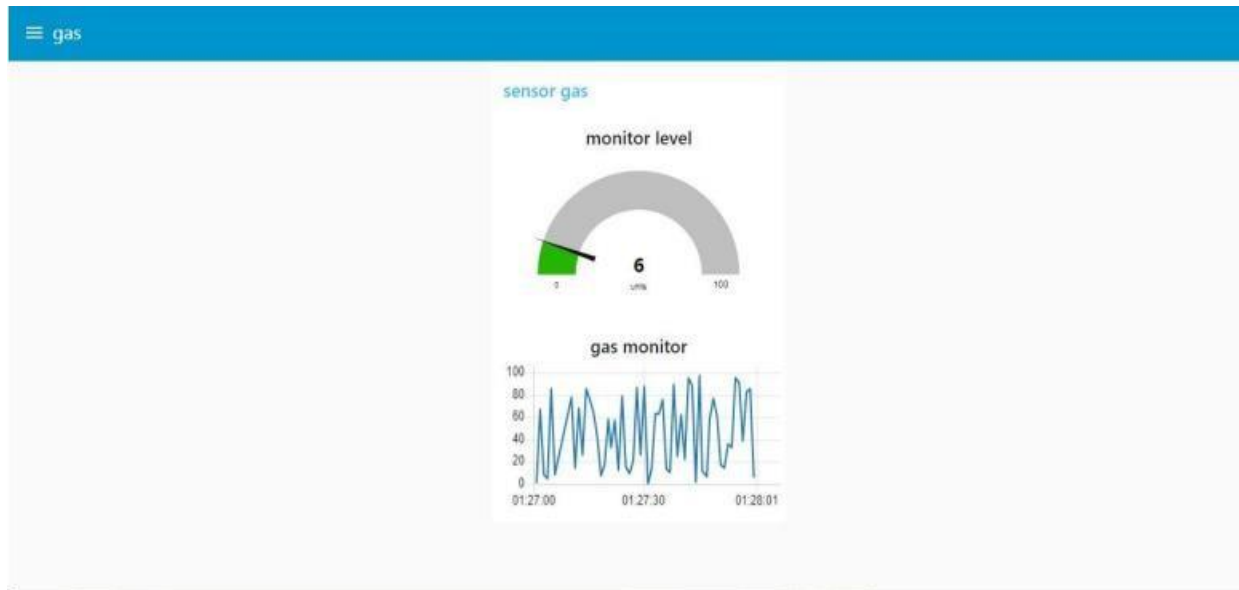 gas
sensor gas
monitor level
6
0 units 100
gas monitor
100
80
60
40
20
0
01:27:00 01:27:30 01:28:01